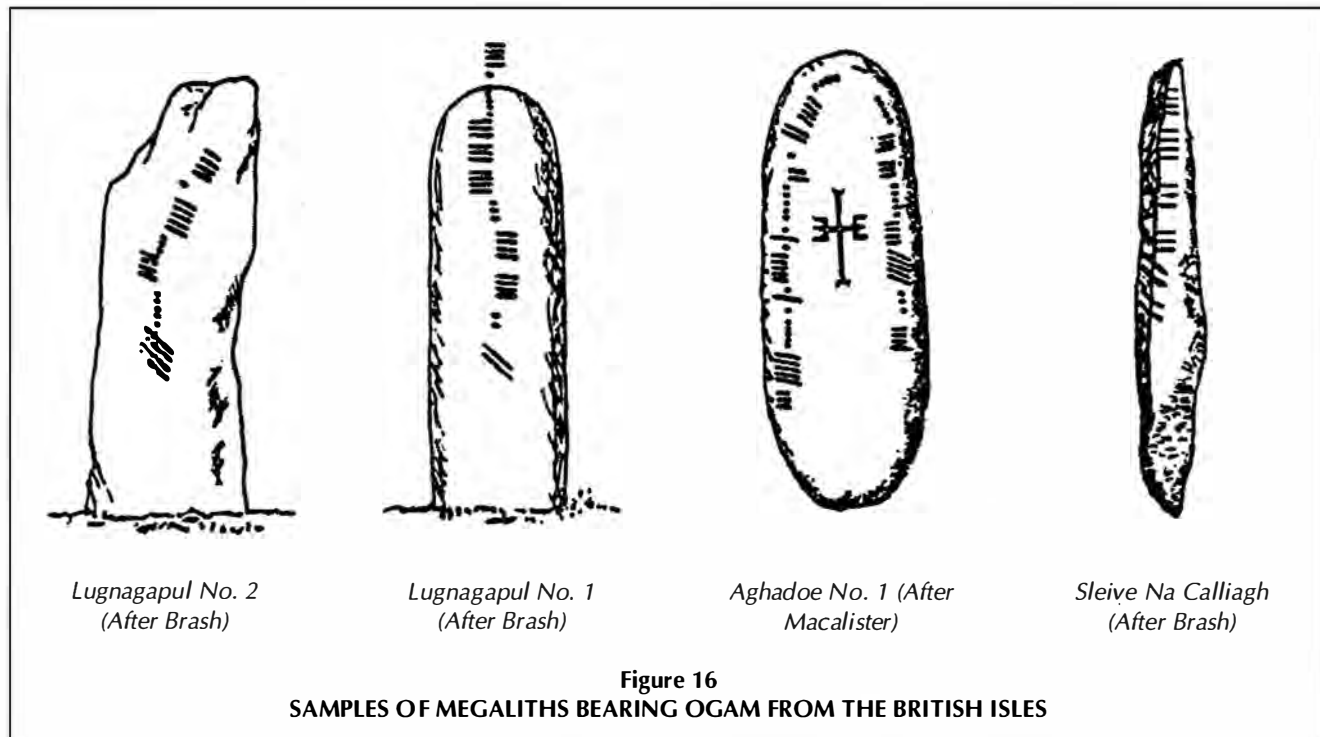 Lugnagapul No. 2
(After Brash)
Lugnagapul No. 1
(After Brash)
Aghadoe No. 1 (After
Macalister)
Sleive Na Calliagh
(After Brash)
Figure 16
SAMPLES OF MEGALITHS BEARING OGAM FROM THE BRITISH ISLES